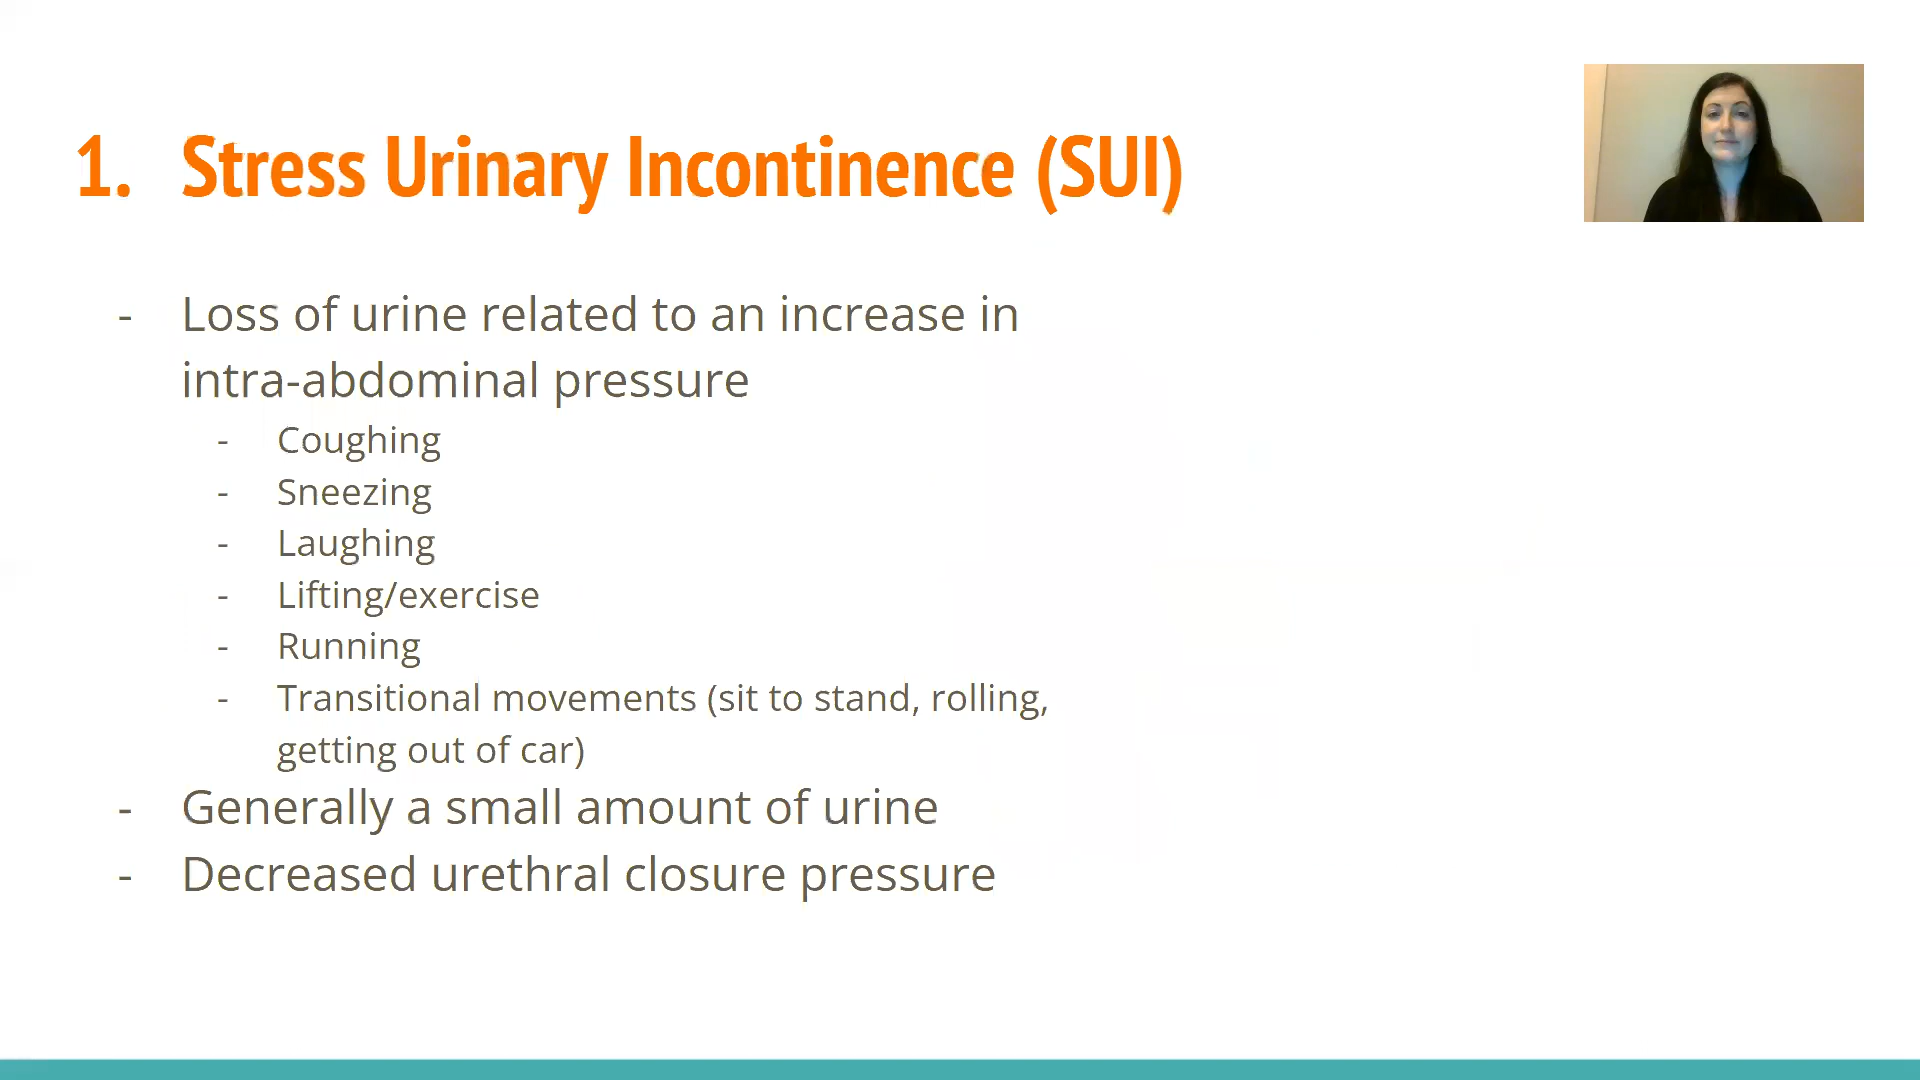 1. Stress Urinary Incontinence (SUI)
- Loss of urine related to an increase in
intra-abdominal pressure
- Coughing
- Sneezing
- Laughing
- Lifting/exercise
- Running
- Transitional movements (sit to stand, rolling,
getting out of car)
- Generally a small amount of urine
- Decreased urethral closure pressure